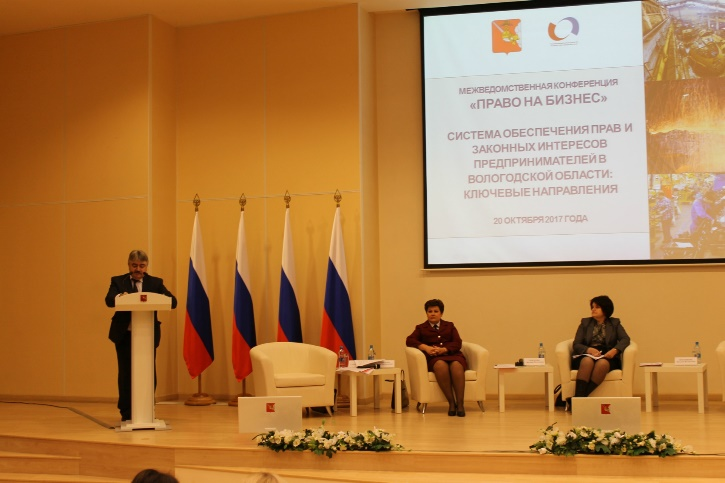 МЕЖВЕДОМСТВЕННАЯ КОНФЕРЕНЦИЯ
«ПРАВО НА БИЗНЕС»
СИСТЕМА ОБЕСПЕЧЕНИЯ ПРАВ И
ЗАКОННЫХ ИНТЕРЕСОВ
ПРЕДПРИНИМАТЕЛЕЙ В
ВОЛОГОДСКОЙ ОБЛАСТИ:
КЛЮЧЕВЫЕ НАПРАВЛЕНИЯ
20 ОКТЯБРЯ 2017 ГОДА